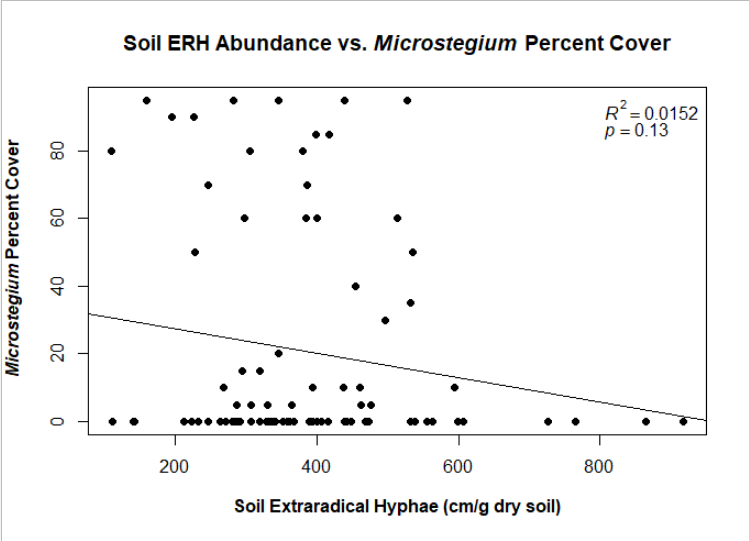 Soil ERH Abundance vs. Microstegium Percent Cover
R² = 0.0152
p = 0.13
Microstegium Percent Cover
80
60
40
20
0
200 400 600 800
Soil Extraradical Hyphae (cm/g dry soil)